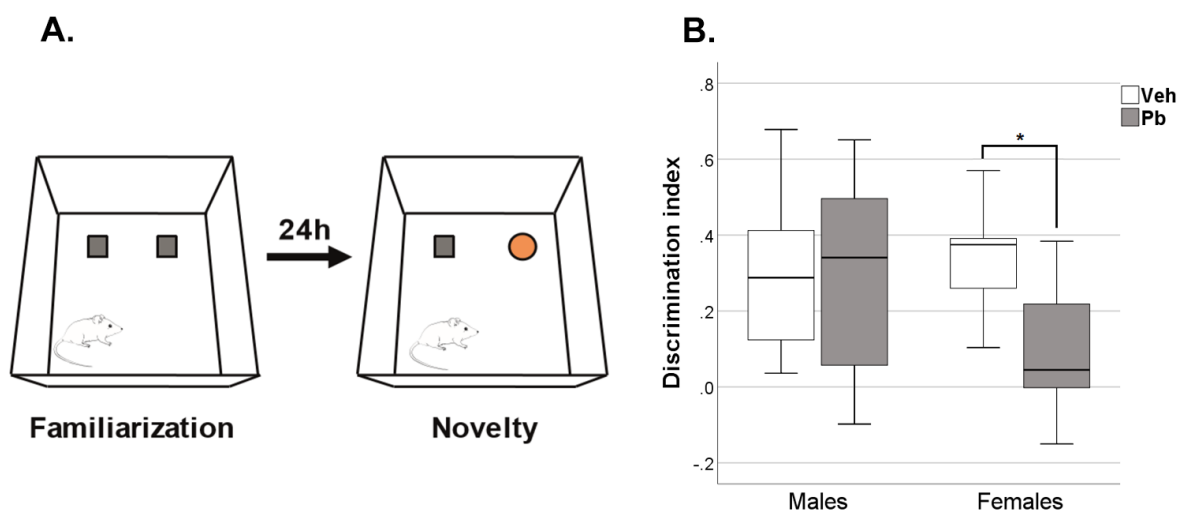 A.
24h
Familiarization
Novelty
B.
Discrimination index
.8
.6
.4
.2
.0
-.2
*
Veh
Pb
Males
Females